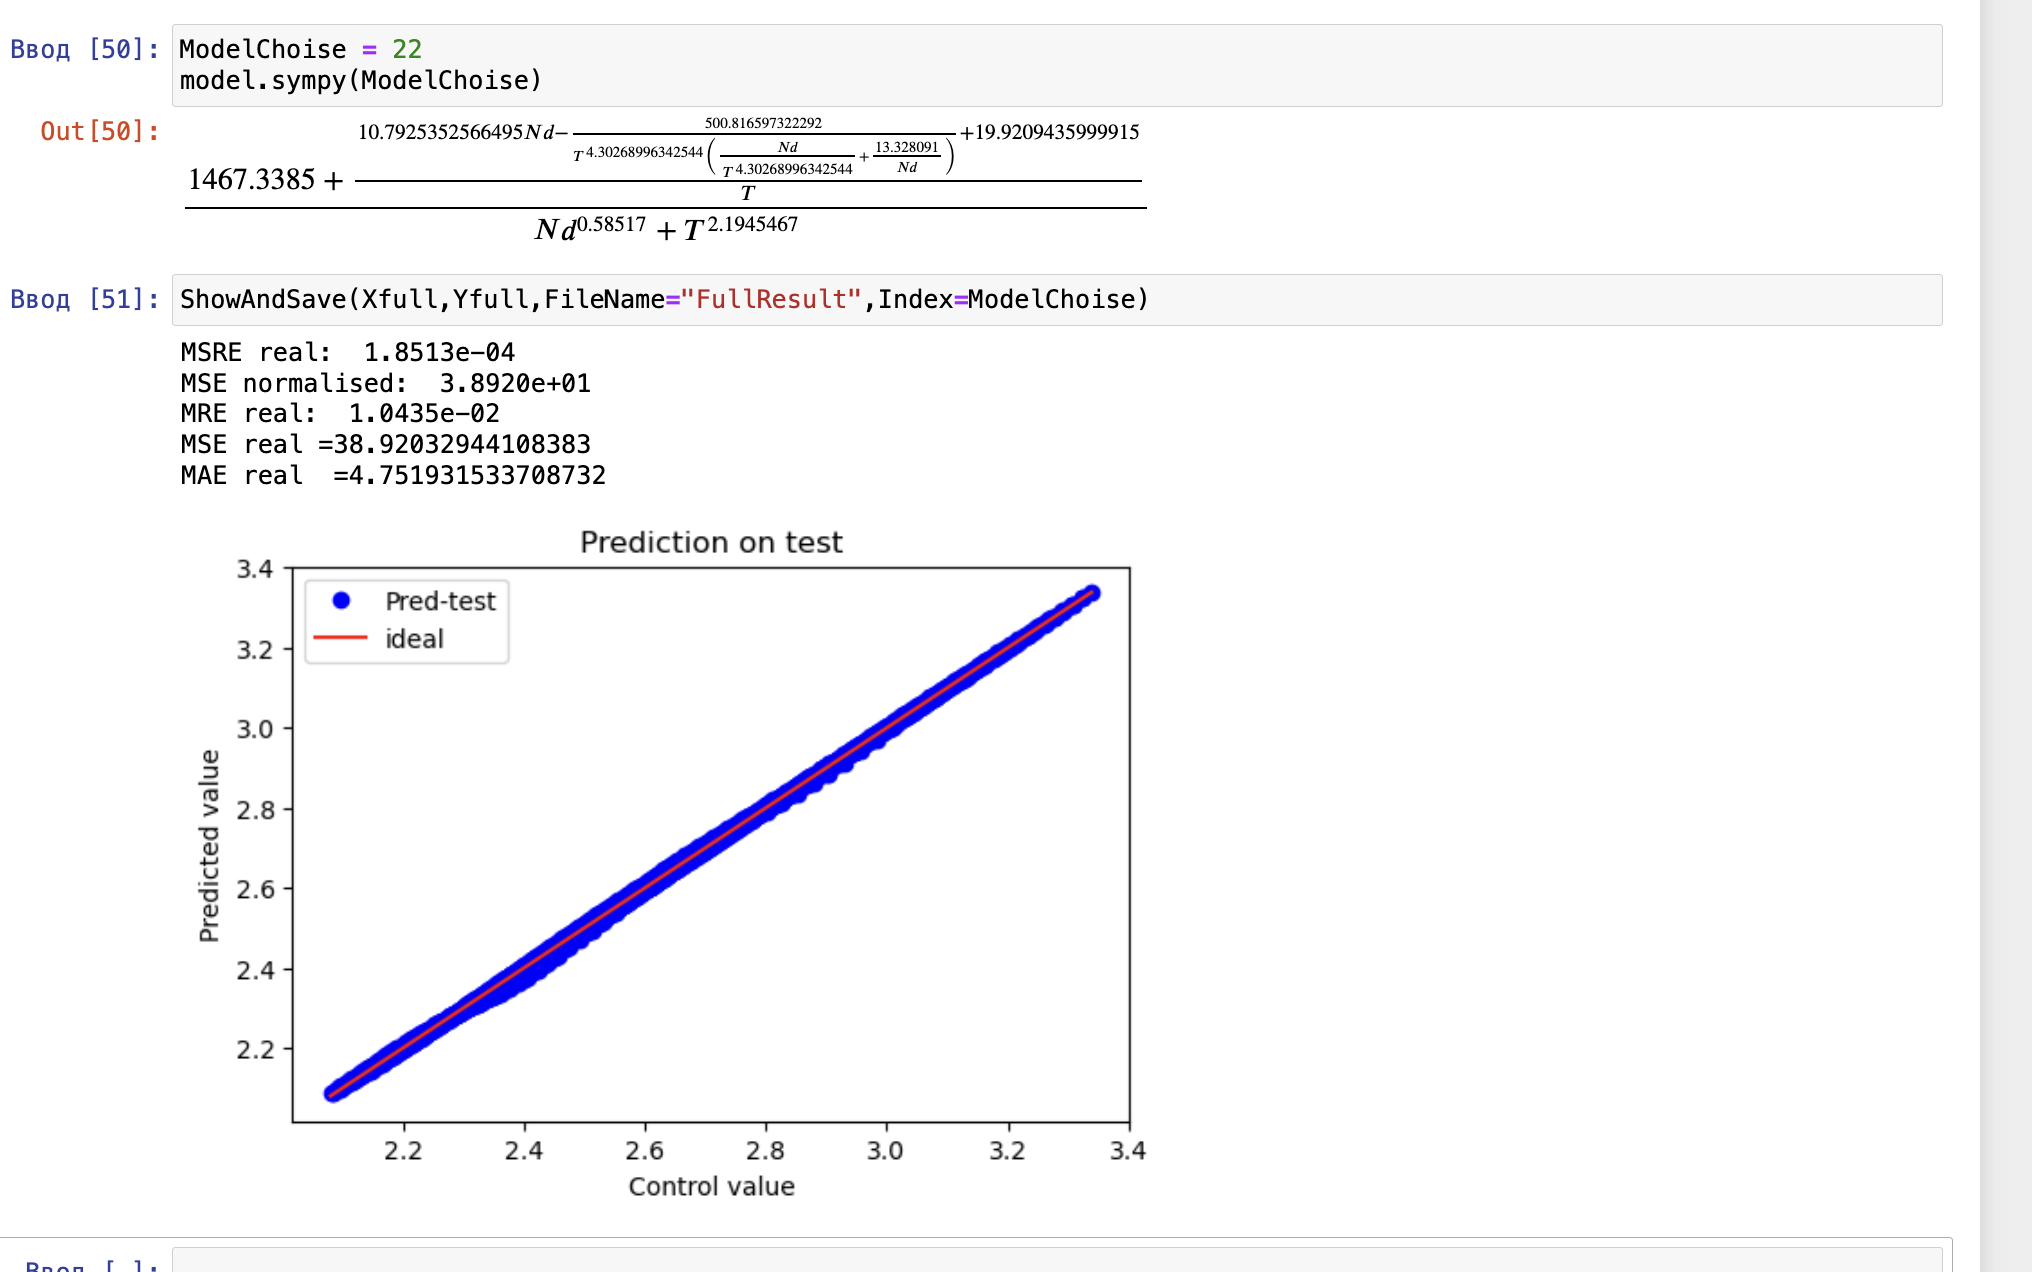 Ввод [50]:
ModelChoise = 22
model.sympy(ModelChoise)
Out[50]:
1467.3385 + \frac{10.7925352566495Nd−\frac{500.816597322292}{T^{4.30268996342544}\left(\frac{Nd}{T^{4.30268996342544}}+\frac{13.328091}{Nd}\right)}+19.9209435999915}{T}
Nd^{0.58517} + T^{2.1945467}
Ввод [51]:
ShowAndSave(Xfull,Yfull,FileName="FullResult",Index=ModelChoise)
MSRE real:  1.8513e−04
MSE normalised:  3.8920e+01
MRE real:  1.0435e−02
MSE real =38.92032944108383
MAE real  =4.751931533708732
Prediction on test
3.4
3.2
3.0
2.8
2.6
2.4
2.2
Predicted value
Pred-test
ideal
2.2 2.4 2.6 2.8 3.0 3.2 3.4
Control value
Ввод [ ]: